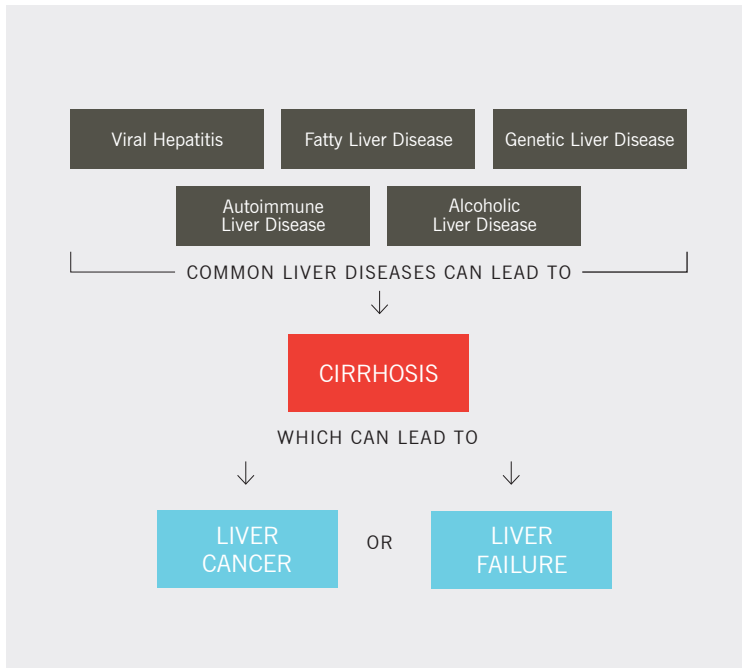 Viral Hepatitis
Fatty Liver Disease
Genetic Liver Disease
Autoimmune
Liver Disease
Alcoholic
Liver Disease
COMMON LIVER DISEASES CAN LEAD TO
CIRRHOSIS
WHICH CAN LEAD TO
LIVER
CANCER
OR
LIVER
FAILURE